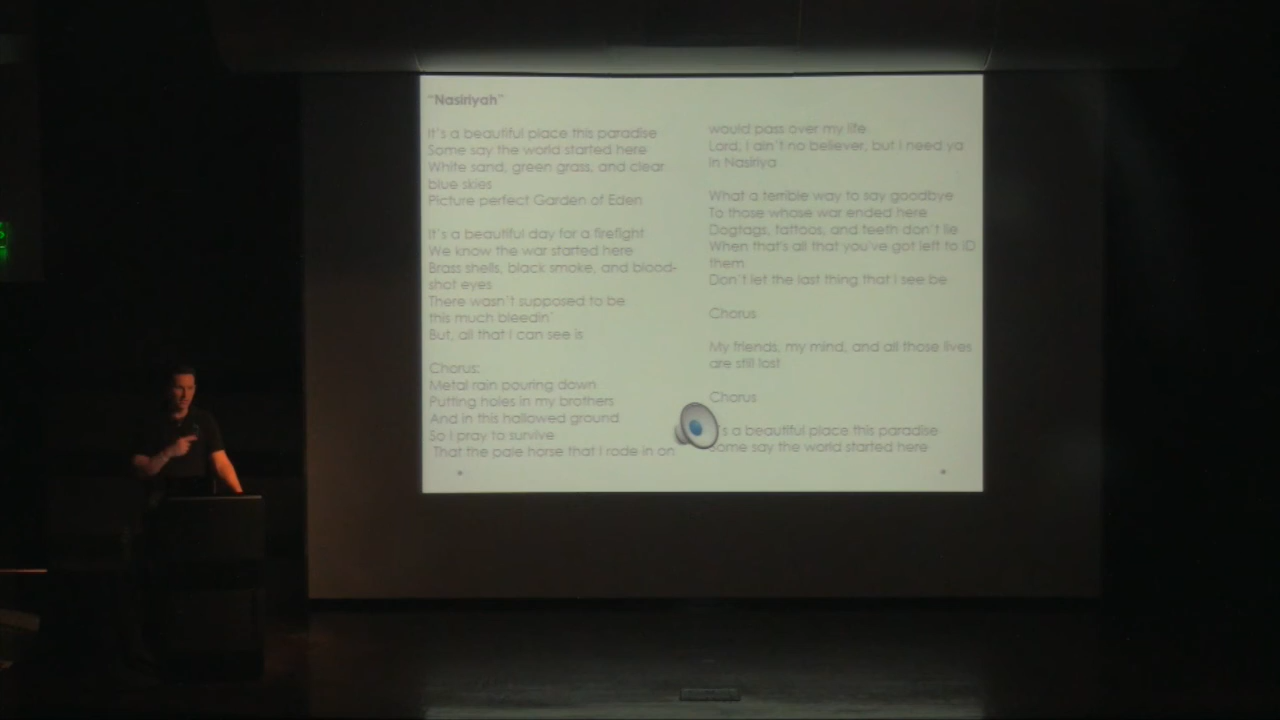 "Nasiriyah"
It's a beautiful place this paradise
Some say the world started here
White sand, green grass, and clear
blue skies
Picture perfect Garden of Eden
It's a beautiful day for a firefight
We know the war started here
Brass shells, black smoke, and blood-
shot eyes
There wasn't supposed to be
this much bleedin'
But, all that I can see is
Chorus:
Metal rain pouring down
Putting holes in my brothers
And in this hallowed ground
So I pray to survive
That the pale horse that I rode in on
would pass over my life
Lord, I ain't no believer, but I need ya
in Nasiriya
What a terrible way to say goodbye
To those whose war ended here
Dogtags, tattoos, and teeth don't lie
When that's all that you've got left to ID
them
Don't let the last thing that I see be
Chorus
My friends, my mind, and all those lives
are still lost
Chorus
's a beautiful place this paradise
Some say the world started here